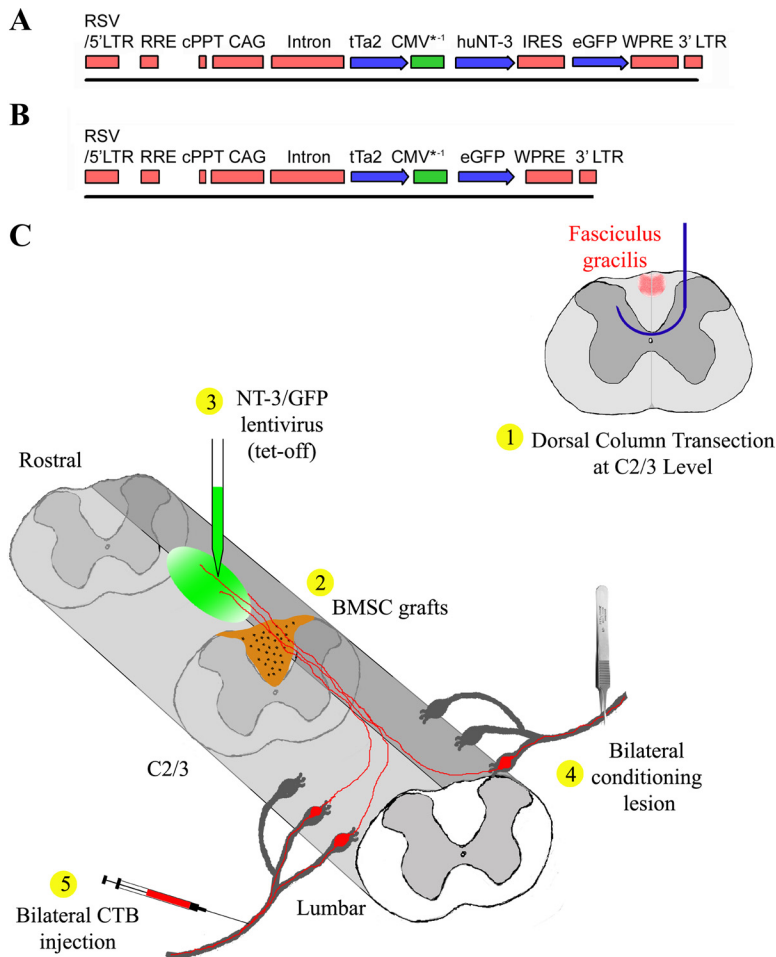 A
RSV
/5'LTR RRE cPPT CAG Intron tTa2 CMV*-1 huNT-3 IRES eGFP WPRE 3' LTR
B
RSV
/5'LTR RRE cPPT CAG Intron tTa2 CMV*-1 eGFP WPRE 3' LTR
C
Fasciculus
gracilis
1 Dorsal Column Transection
at C2/3 Level
3 NT-3/GFP
lentivirus
(tet-off)
Rostral
2
BMSC grafts
C2/3
4 Bilateral
conditioning
lesion
5
Bilateral CTB
injection
Lumbar